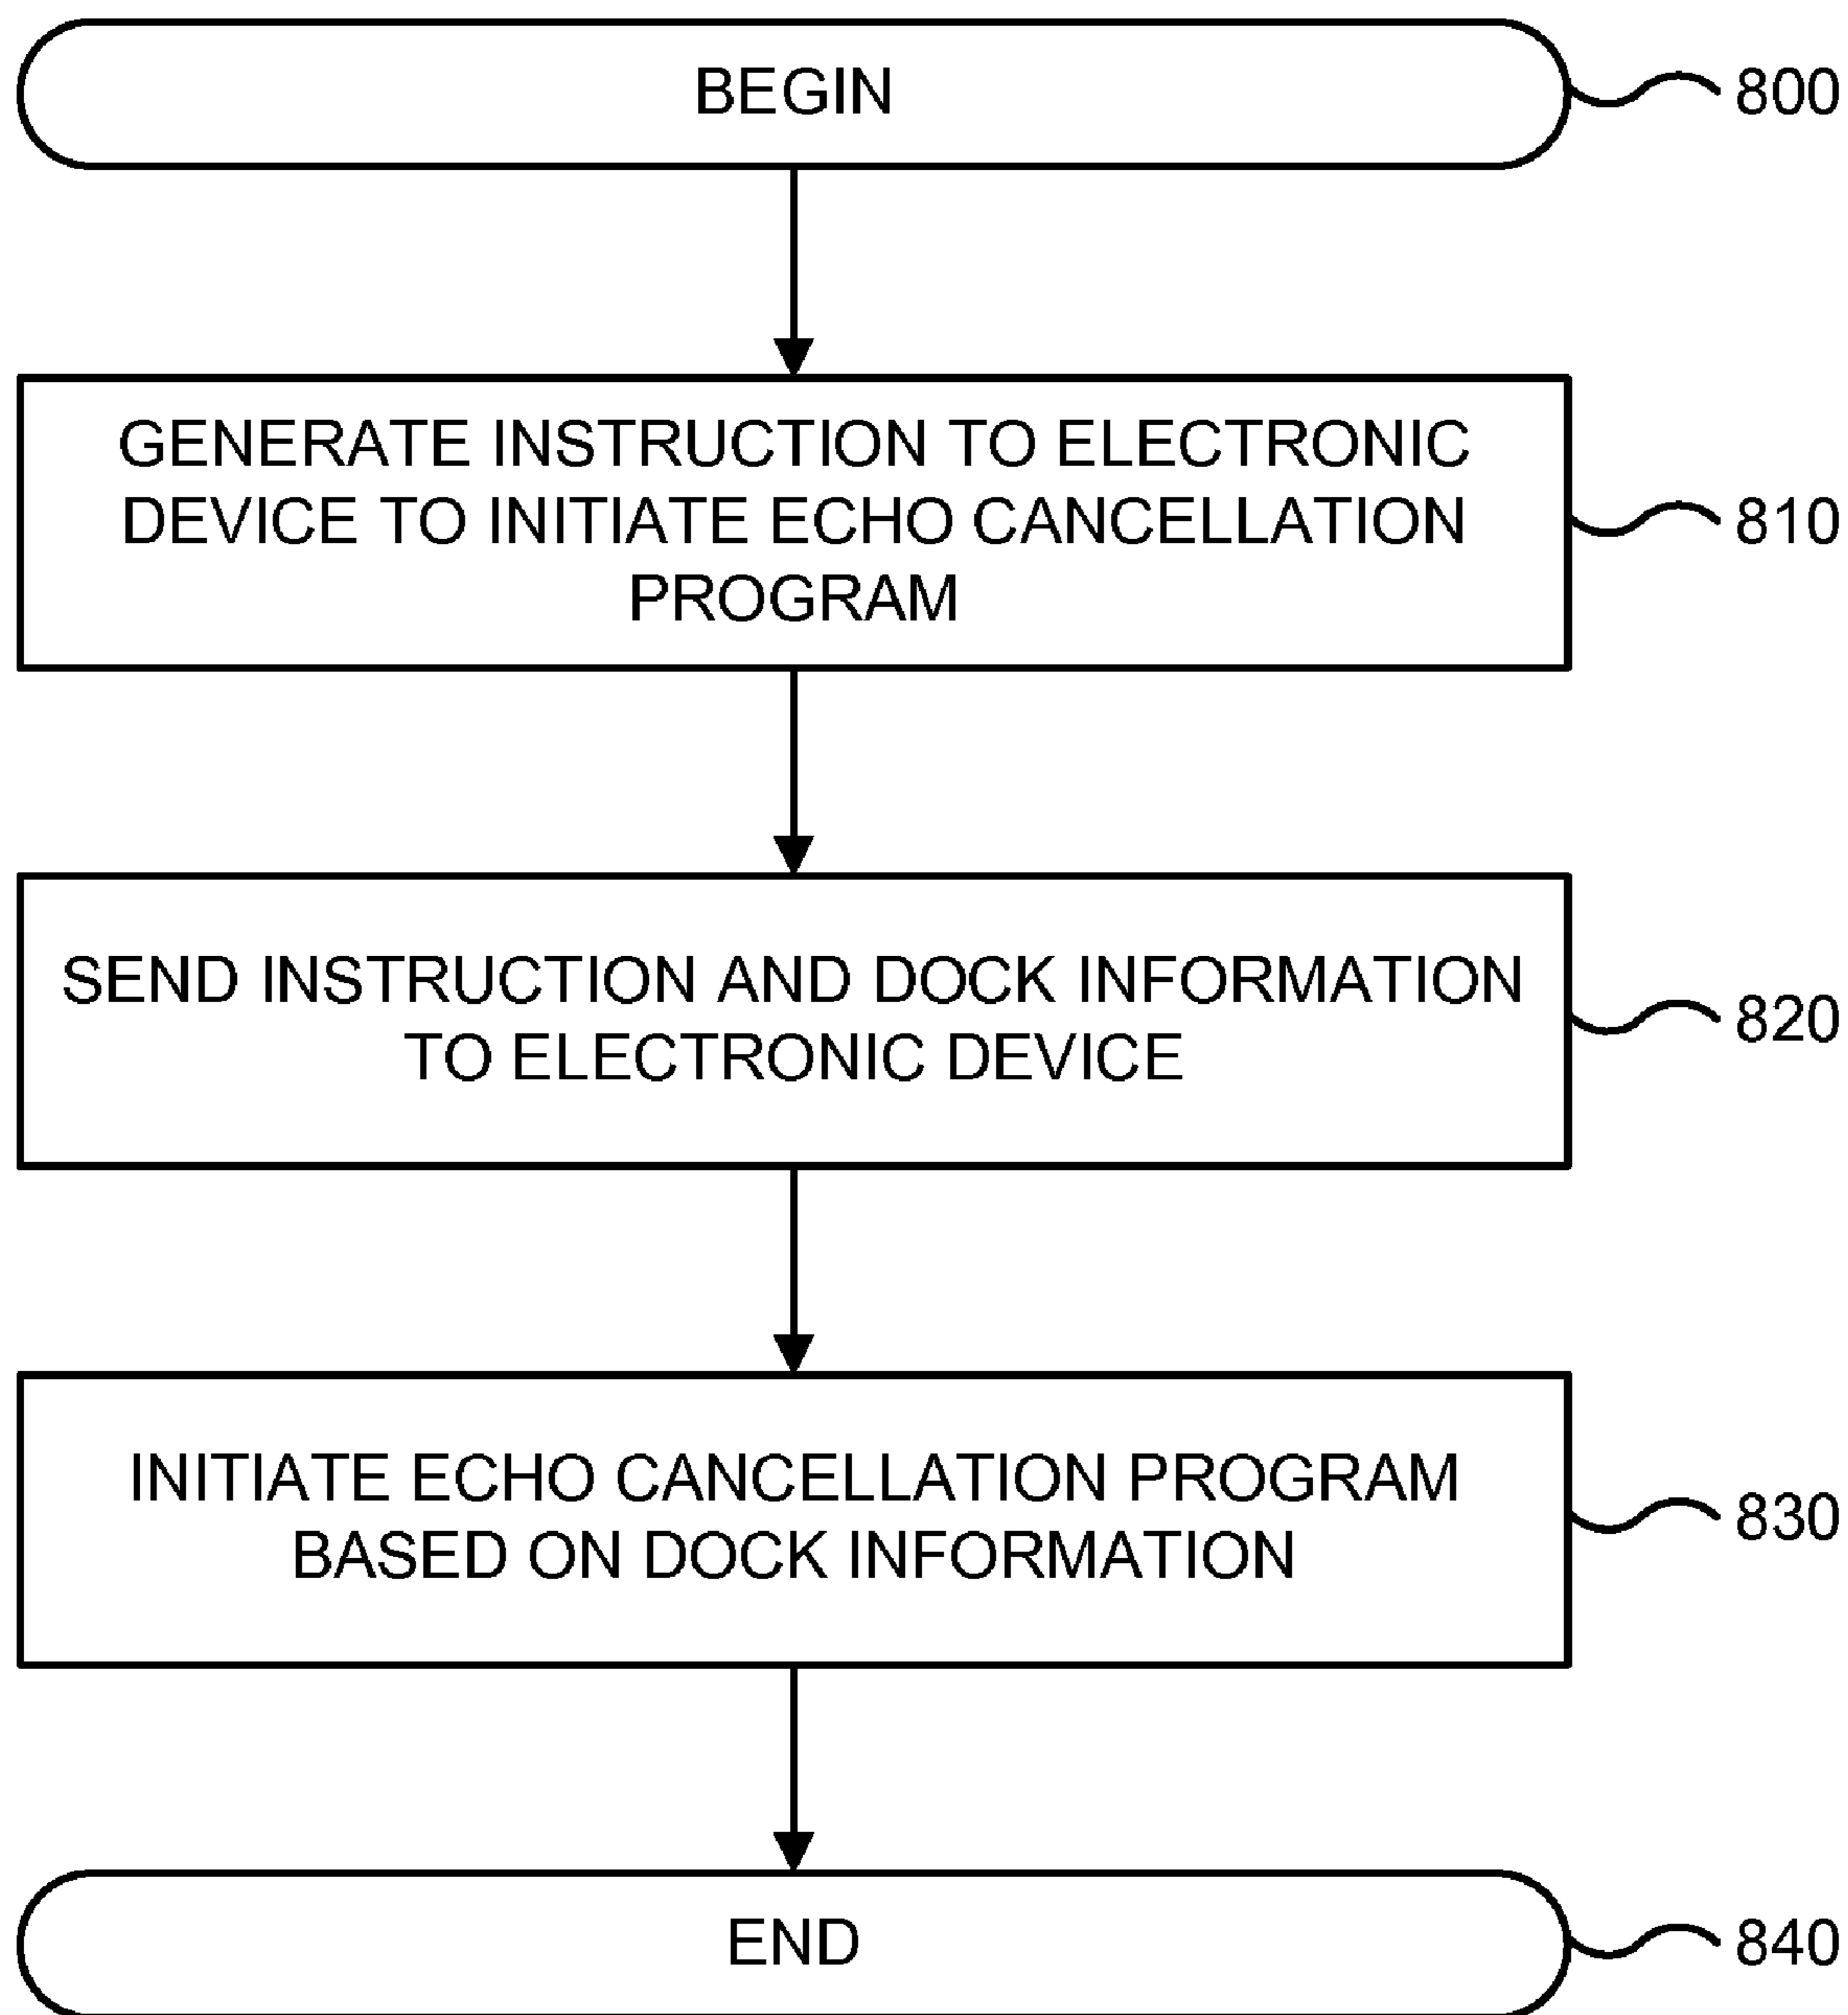 BEGIN
800
GENERATE INSTRUCTION TO ELECTRONIC
DEVICE TO INITIATE ECHO CANCELLATION
PROGRAM
810
SEND INSTRUCTION AND DOCK INFORMATION
TO ELECTRONIC DEVICE
820
INITIATE ECHO CANCELLATION PROGRAM
BASED ON DOCK INFORMATION
830
END
840